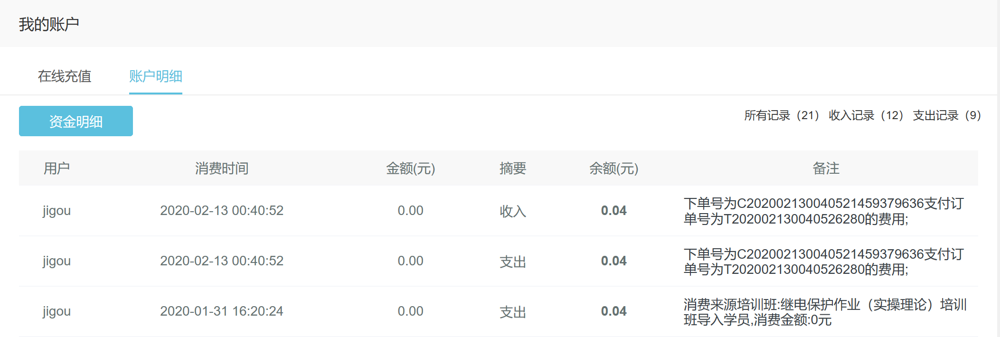 我的账户
在线充值 账户明细
资金明细 所有记录（21） 收入记录（12） 支出记录（9）
用户 消费时间 金额(元) 摘要 余额(元) 备注
jigou 2020-02-13 00:40:52 0.00 收入 0.04 下单号为C20200213004052145937​9636支付订
单号为T202002130040526280的费用;
jigou 2020-02-13 00:40:52 0.00 支出 0.04 下单号为C202002130040521459379636支付订
单号为T202002130040526280的费用;
jigou 2020-01-31 16:20:24 0.00 支出 0.04 消费来源培训班:继电保护作业（实操理论）培训
班导入学员,消费金额:0元